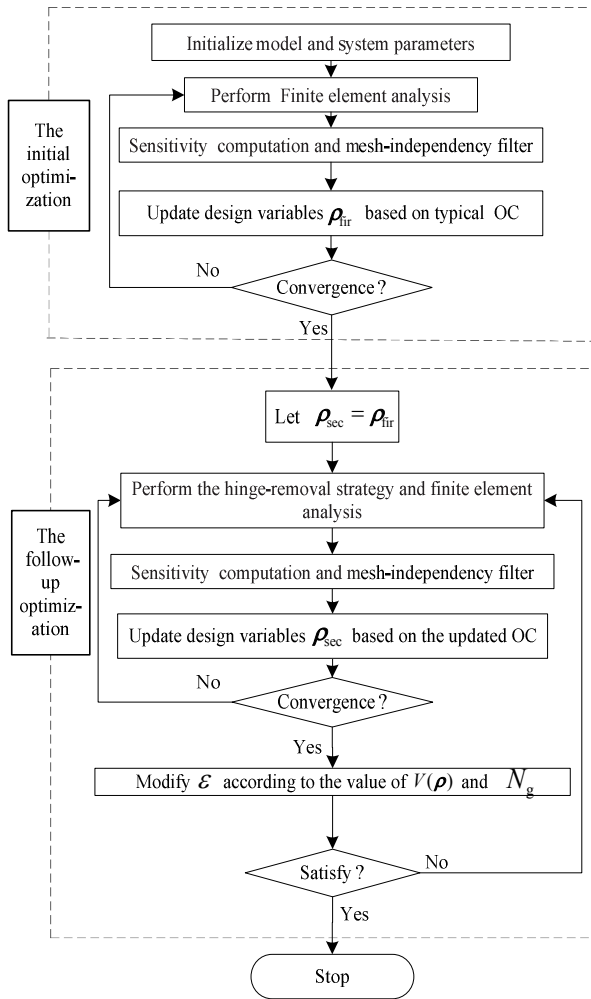 Initialize model and system parameters
Perform Finite element analysis
The
initial
optimi-
zation
Sensitivity computation and mesh-independency filter
Update design variables ρfir based on typical OC
No
Convergence ?
Yes
Let ρsec = ρfir
Perform the hinge-removal strategy and finite element
analysis
The
follow-
up
optimiz-
ation
Sensitivity computation and mesh-independency filter
Update design variables ρsec based on the updated OC
No
Convergence ?
Yes
Modify ε according to the value of V(ρ) and Ng
No
Satisfy ?
Yes
Stop